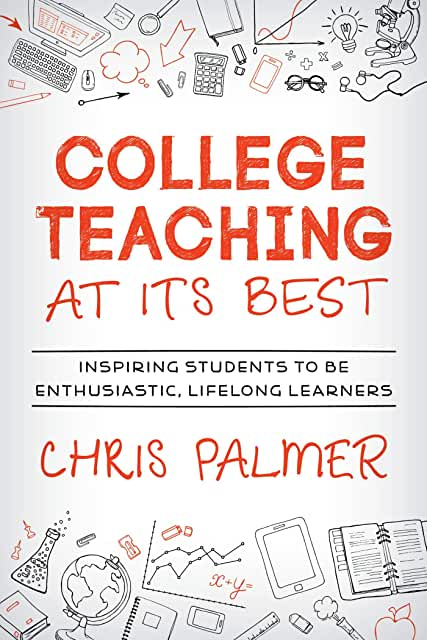 COLLEGE
TEACHING
AT ITS BEST
INSPIRING STUDENTS TO BE
ENTHUSIASTIC, LIFELONG LEARNERS
CHRIS PALMER
x+y=